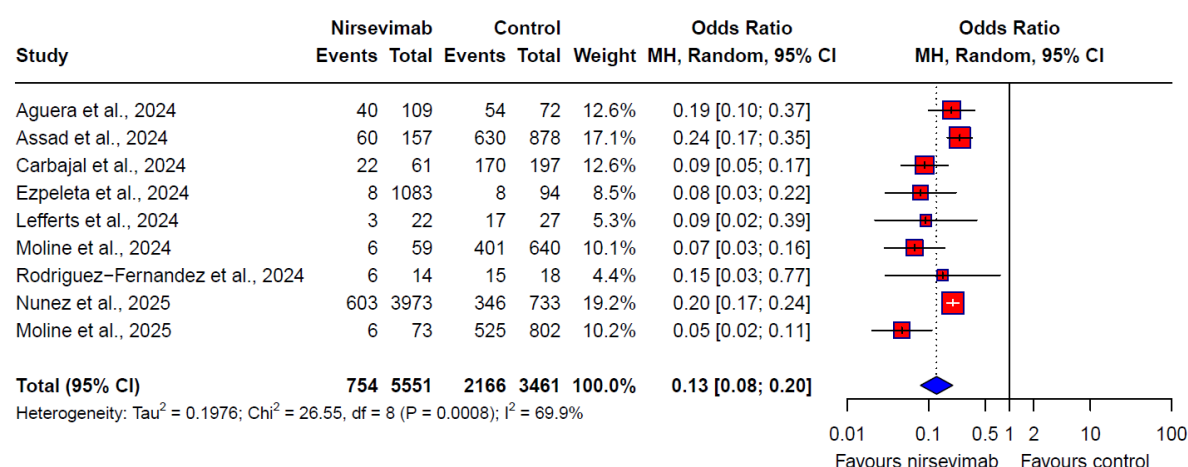 Nirsevimab Control Odds Ratio Odds Ratio
Study Events Total Events Total Weight MH, Random, 95% CI MH, Random, 95% CI
Aguera et al., 2024 40 109 54 72 12.6% 0.19 [0.10; 0.37]
Assad et al., 2024 60 157 630 878 17.1% 0.24 [0.17; 0.35]
Carbajal et al., 2024 22 61 170 197 12.6% 0.09 [0.05; 0.17]
Ezpeleta et al., 2024 8 1083 8 94 8.5% 0.08 [0.03; 0.22]
Lefferts et al., 2024 3 22 17 27 5.3% 0.09 [0.02; 0.39]
Moline et al., 2024 6 59 401 640 10.1% 0.07 [0.03; 0.16]
Rodriguez−Fernandez et al., 2024 6 14 15 18 4.4% 0.15 [0.03; 0.77]
Nunez et al., 2025 603 3973 346 733 19.2% 0.20 [0.17; 0.24]
Moline et al., 2025 6 73 525 802 10.2% 0.05 [0.02; 0.11]
Total (95% CI) 754 5551 2166 3461 100.0% 0.13 [0.08; 0.20]
Heterogeneity: Tau² = 0.1976; Chi² = 26.55, df = 8 (P = 0.0008); I² = 69.9%
0.01 0.1 0.5 1 2 10 100
Favours nirsevimab Favours control